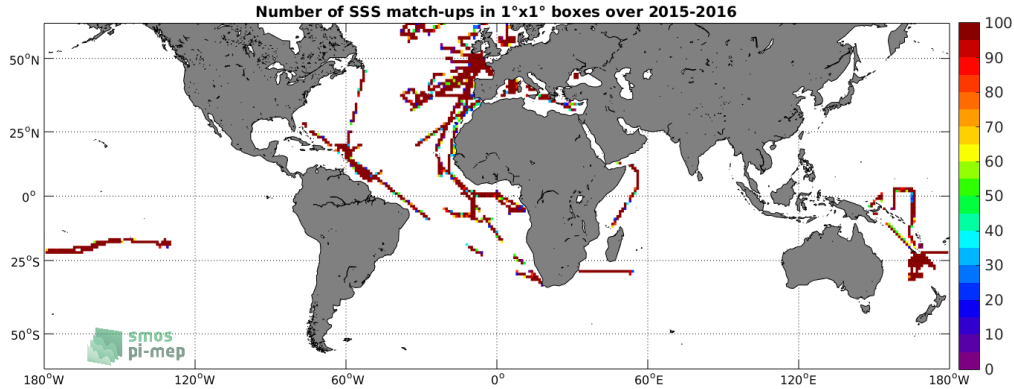 Number of SSS match-ups in 1°x1° boxes over 2015-2016
50°N
25°N
0°
25°S
50°S
180°W
120°W
60°W
0°
60°E
120°E
180°W
100
90
80
70
60
50
40
30
20
10
0
smos
pi-mep